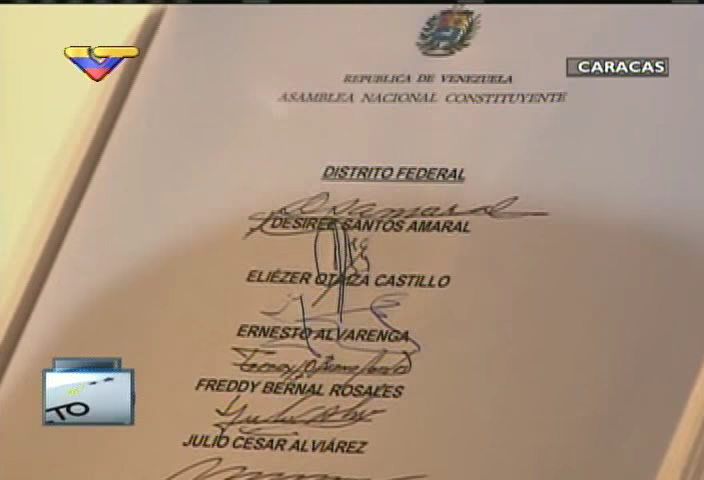 CARACAS
REPUBLICA DE VENEZUELA
ASAMBLEA NACIONAL CONSTITUYENTE
DISTRITO FEDERAL
DESIREE SANTOS AMARAL
ELIÉZER OTAIZA CASTILLO
ERNESTO ALVARENGA
FREDDY BERNAL ROSALES
JULIO CESAR ALVIÁREZ
TO